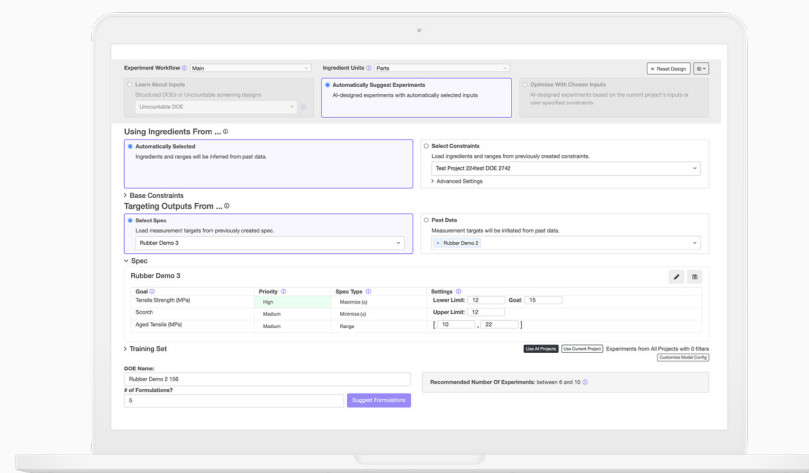 Experiment Workflow Main Ingredient Units Parts × Reset Design
Learn About Inputs
Structured DOEs or Uncountable screening designs
Uncountable DOE
Automatically Suggest Experiments
AI-designed experiments with automatically selected inputs
Optimize With Chosen Inputs
AI-designed experiments based on the current project's inputs or
user-specified constraints
Using Ingredients From ...
Automatically Selected
Ingredients and ranges will be inferred from past data.
Select Constraints
Load ingredients and ranges from previously created constraints.
Test Project 224test DOE 2742
> Advanced Settings
> Base Constraints
Targeting Outputs From ...
Select Spec
Load measurement targets from previously created spec.
Rubber Demo 3
Past Data
Measurement targets will be initiated from past data.
× Rubber Demo 2
Spec
Rubber Demo 3
Goal Priority Spec Type Settings
Tensile Strength (MPa) High Maximize (≥) Lower Limit: 12 Goal: 15
Scorch Medium Minimize (≤) Upper Limit: 12
Aged Tensile (MPa) Medium Range [ 10 , 22 ]
> Training Set Use All Projects Use Current Project Experiments from All Projects with 0 filters
Customize Model Config
DOE Name:
Rubber Demo 2 156
# of Formulations?
5 Suggest Formulations
Recommended Number Of Experiments: between 6 and 10